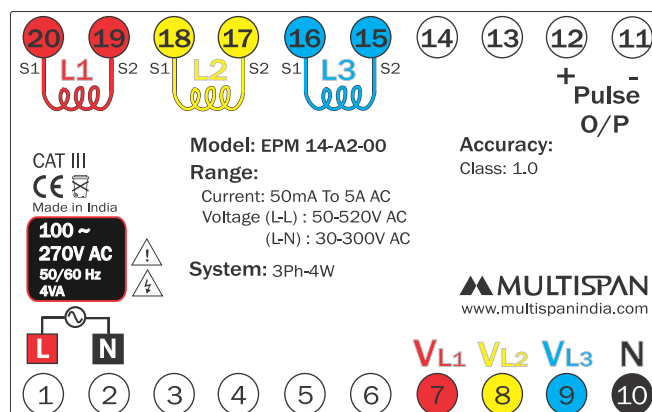 20 19 18 17 16 15 14 13 12 11
S1 L1 S2 S1 L2 S2 S1 L3 S2 + -
Pulse
O/P
Model: EPM 14-A2-00
Range:
Current: 50mA To 5A AC
Voltage (L-L) : 50-520V AC
(L-N) : 30-300V AC
System: 3Ph-4W
Accuracy:
Class: 1.0
CAT III
CE
Made in India
100 ~
270V AC
50/60 Hz
4VA
MULTISPAN
www.multispanindia.com
L N
VL1 VL2 VL3 N
1 2 3 4 5 6 7 8 9 10